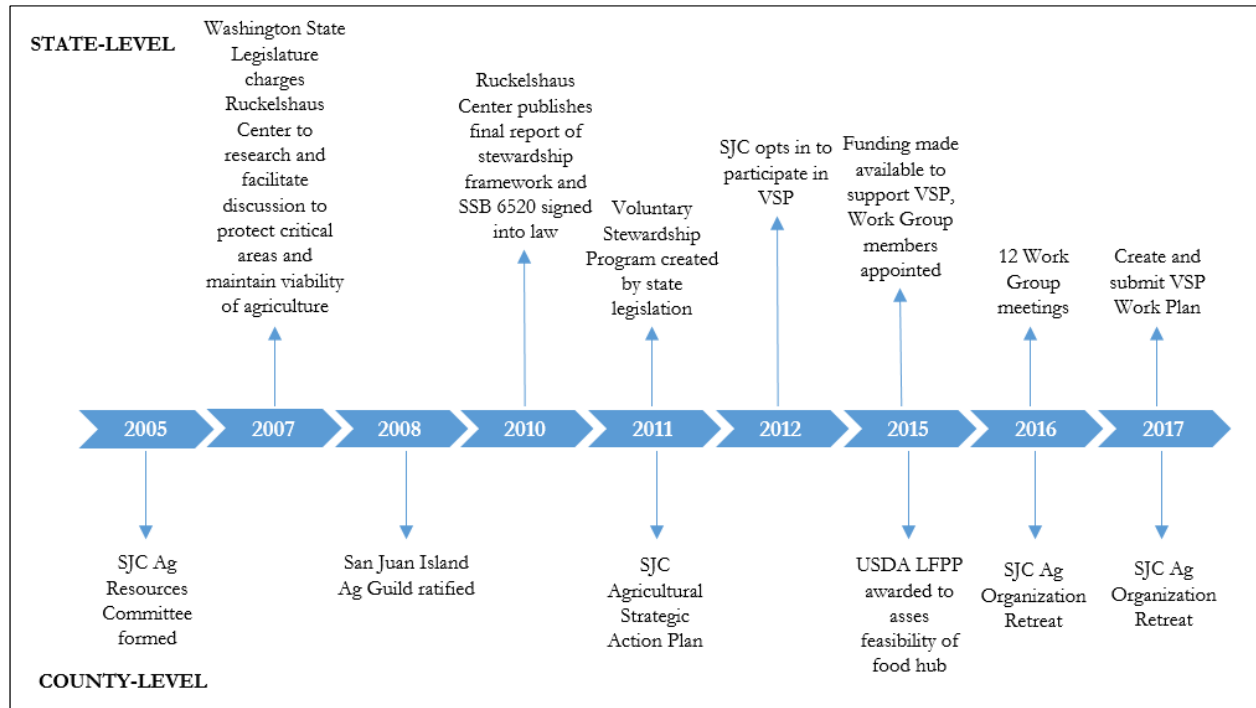 STATE-LEVEL
Washington State
Legislature
charges
Ruckelshaus
Center to
research and
facilitate
discussion to
protect critical
areas and
maintain viability
of agriculture
Ruckelshaus
Center publishes
final report of
stewardship
framework and
SSB 6520 signed
into law
Voluntary
Stewardship
Program created
by state
legislation
SJC opts in to
participate in
VSP
Funding made
available to
support VSP,
Work Group
members
appointed
12 Work
Group
meetings
Create and
submit VSP
Work Plan
2005
2007
2008
2010
2011
2012
2015
2016
2017
SJC Ag
Resources
Committee
formed
San Juan Island
Ag Guild ratified
SJC
Agricultural
Strategic
Action Plan
USDA LFPP
awarded to
asses
feasibility of
food hub
SJC Ag
Organization
Retreat
SJC Ag
Organization
Retreat
COUNTY-LEVEL